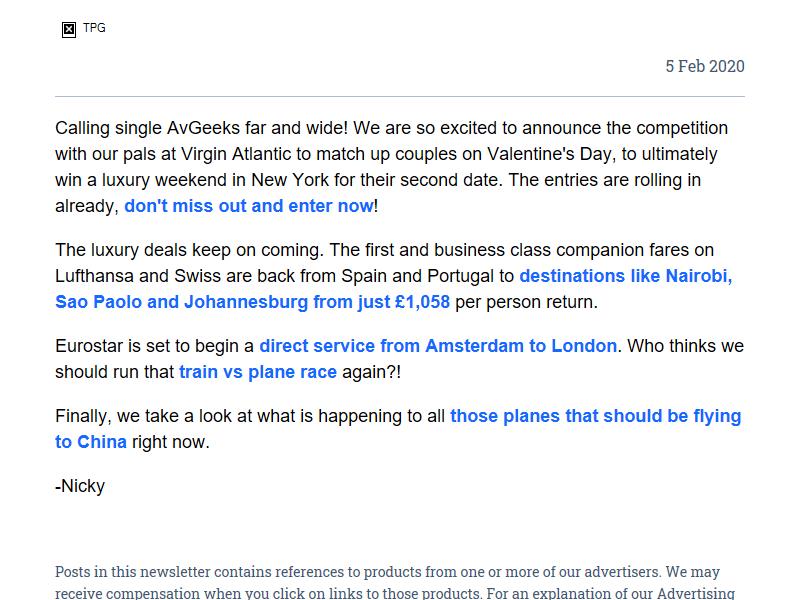 TPG
5 Feb 2020
Calling single AvGeeks far and wide! We are so excited to announce the competition
with our pals at Virgin Atlantic to match up couples on Valentine's Day, to ultimately
win a luxury weekend in New York for their second date. The entries are rolling in
already, don't miss out and enter now!
The luxury deals keep on coming. The first and business class companion fares on
Lufthansa and Swiss are back from Spain and Portugal to destinations like Nairobi,
Sao Paolo and Johannesburg from just £1,058 per person return.
Eurostar is set to begin a direct service from Amsterdam to London. Who thinks we
should run that train vs plane race again?!
Finally, we take a look at what is happening to all those planes that should be flying
to China right now.
-Nicky
Posts in this newsletter contains references to products from one or more of our advertisers. We may
receive compensation when you click on links to those products. For an explanation of our Advertising